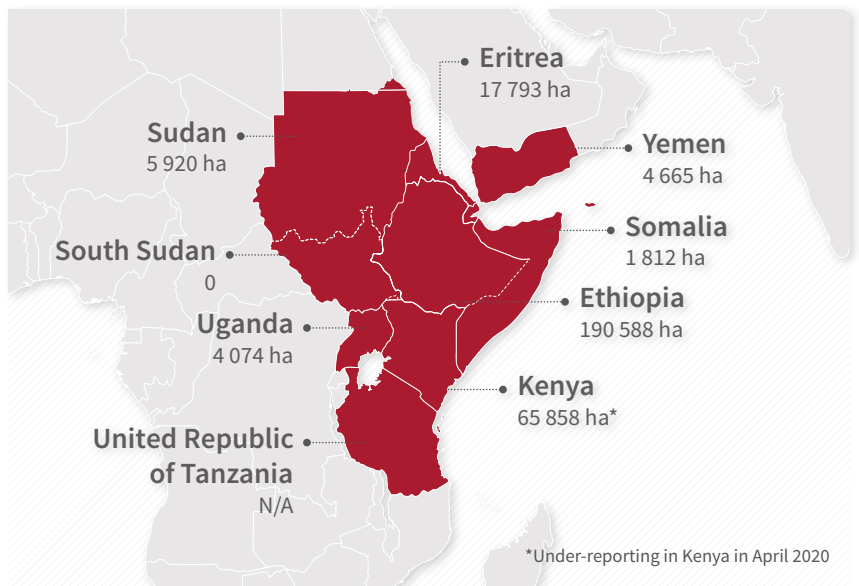 Eritrea
17 793 ha
Sudan
5 920 ha
Yemen
4 665 ha
Somalia
1 812 ha
South Sudan
0
Ethiopia
190 588 ha
Uganda
4 074 ha
Kenya
65 858 ha*
United Republic
of Tanzania
N/A
*Under-reporting in Kenya in April 2020